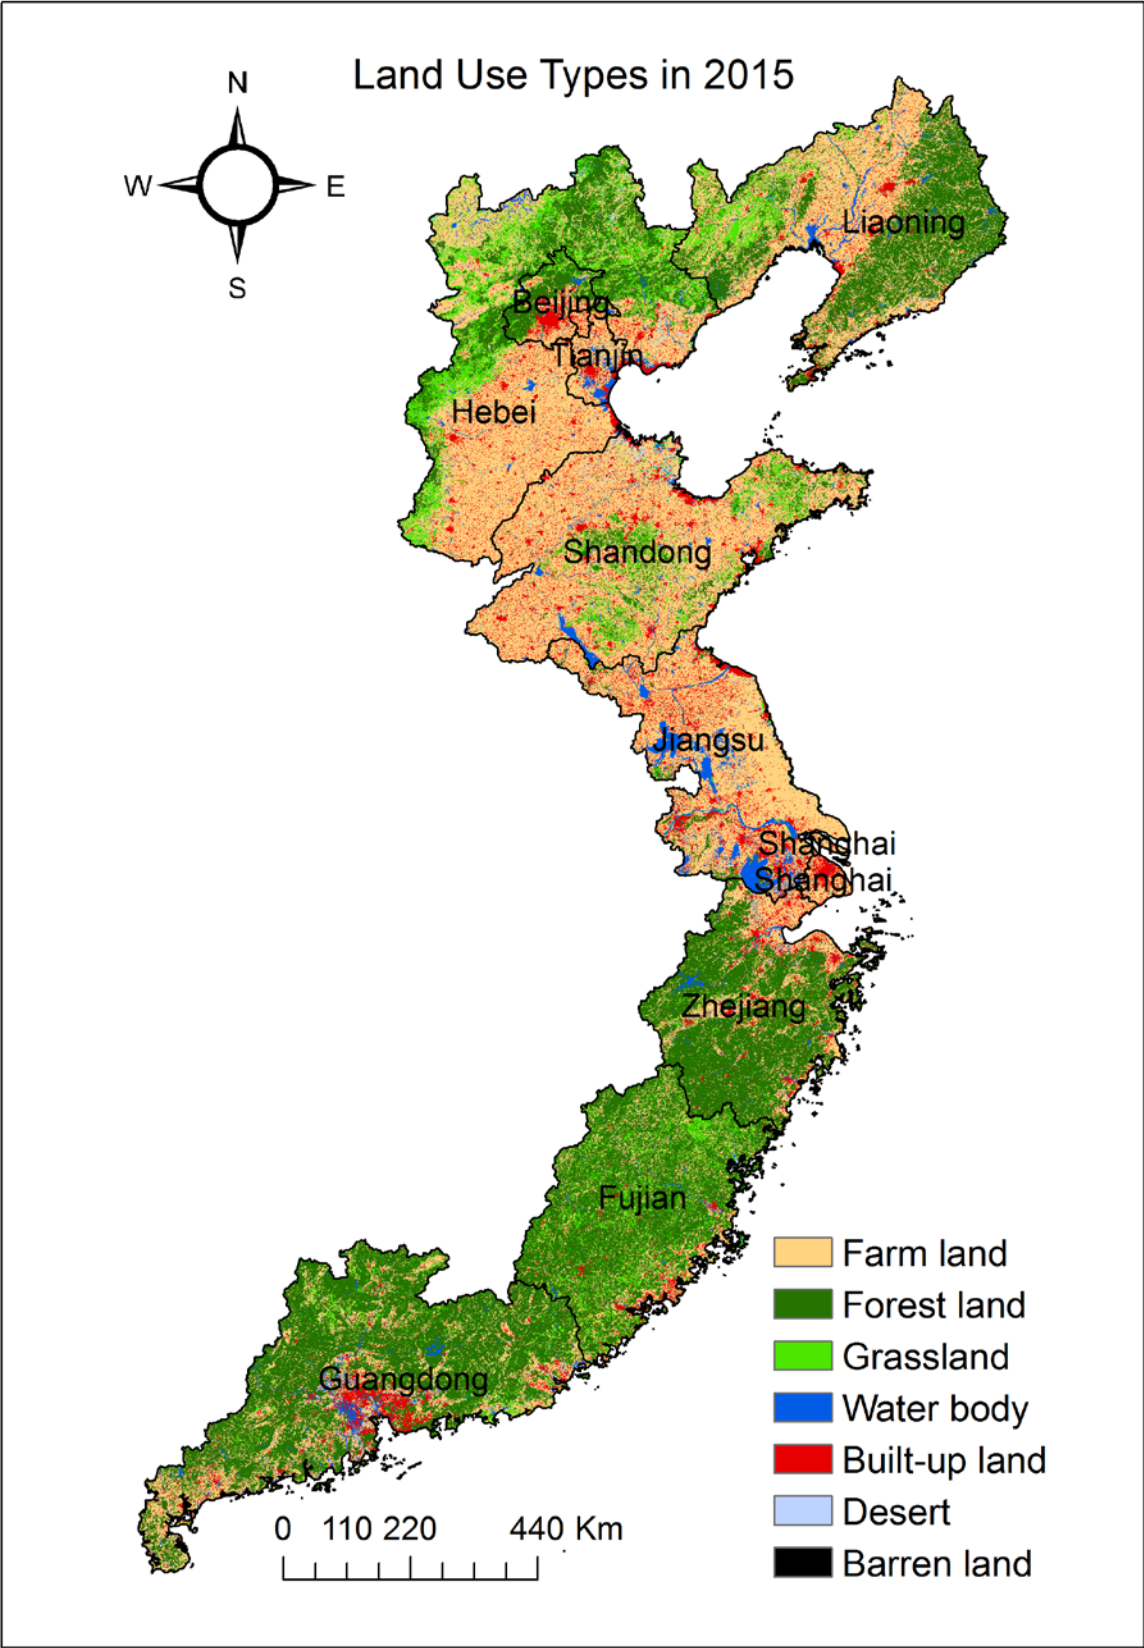 Land Use Types in 2015
N
W
E
S
Liaoning
Beijing
Tianjin
Hebei
Shandong
Jiangsu
Shanghai
Shanghai
Zhejiang
Fujian
Guangdong
Farm land
Forest land
Grassland
Water body
Built-up land
Desert
Barren land
0 110 220 440 Km